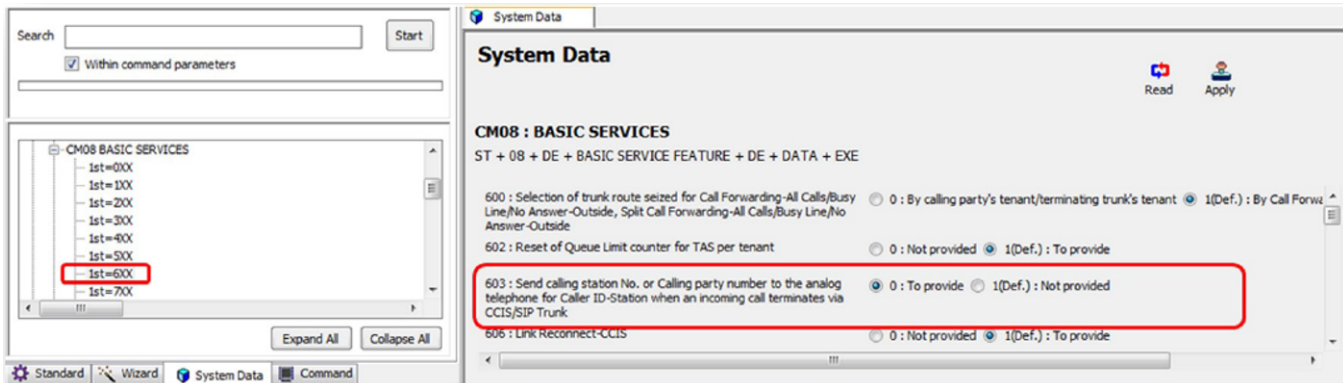 Search
Start
Within command parameters
CM08 BASIC SERVICES
1st=0XX
1st=1XX
1st=2XX
1st=3XX
1st=4XX
1st=5XX
1st=6XX
1st=7XX
Expand All
Collapse All
Standard
Wizard
System Data
Command
System Data
System Data
Read
Apply
CM08 : BASIC SERVICES
ST + 08 + DE + BASIC SERVICE FEATURE + DE + DATA + EXE
600 : Selection of trunk route seized for Call Forwarding-All Calls/Busy
Line/No Answer-Outside, Split Call Forwarding-All Calls/Busy Line/No
Answer-Outside
0 : By calling party's tenant/terminating trunk's tenant
1(Def.) : By Call Forwa
602 : Reset of Queue Limit counter for TAS per tenant
0 : Not provided
1(Def.) : To provide
603 : Send calling station No. or Calling party number to the analog
telephone for Caller ID-Station when an incoming call terminates via
CCIS/SIP Trunk
0 : To provide
1(Def.) : Not provided
606 : Link Reconnect-CCIS
0 : Not provided
1(Def.) : To provide